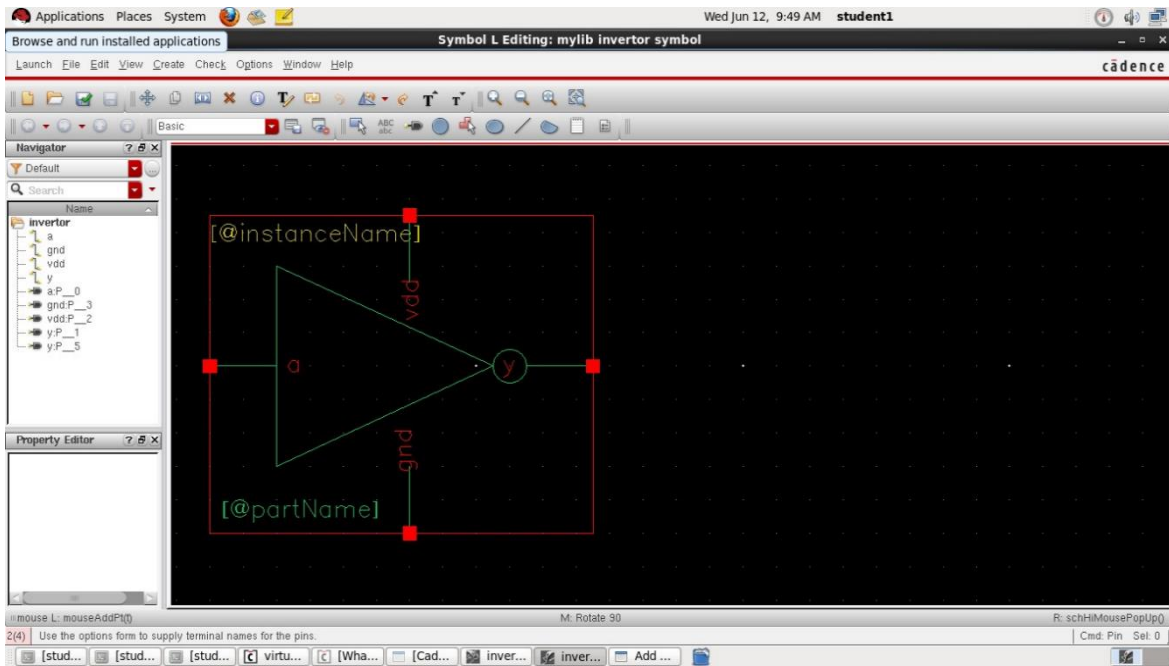 Applications Places System Wed Jun 12, 9:49 AM student1
Browse and run installed applications Symbol L Editing: mylib invertor symbol
Launch File Edit View Create Check Options Window Help cādence
Basic ABC abc
Navigator
Default
Search
Name
invertor
a
gnd
vdd
y
a:P__0
gnd:P__3
vdd:P__2
y:P__1
y:P__5
[@instanceName]
vdd
a
y
gnd
[@partName]
Property Editor
mouse L: mouseAddPt(t) M: Rotate 90 R: schHiMousePopUp()
2(4) Use the options form to supply terminal names for the pins. Cmd: Pin Sel: 0
[stud... [stud... [stud... virtu... [Wha... [Cad... inver... inver... Add ...